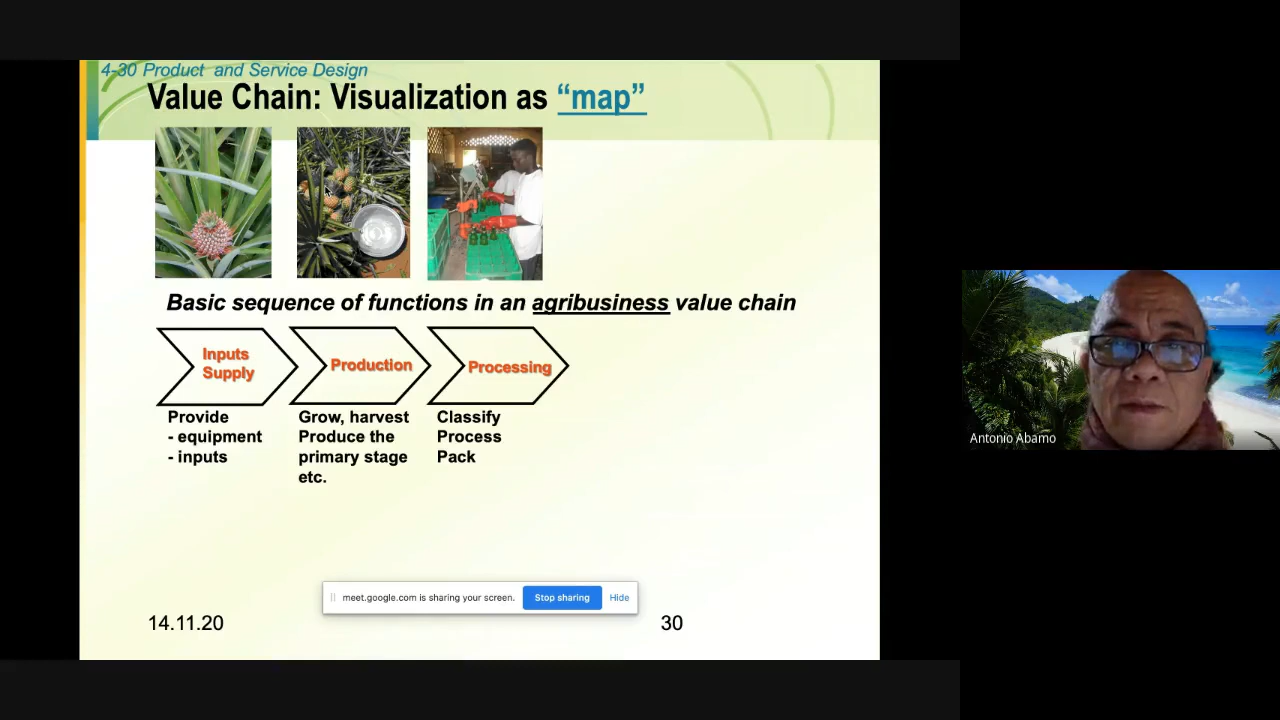 4-30 Product and Service Design
Value Chain: Visualization as “map”
Basic sequence of functions in an agribusiness value chain
Inputs
Supply
Production
Processing
Provide
- equipment
- inputs
Grow, harvest
Produce the
primary stage
etc.
Classify
Process
Pack
meet.google.com is sharing your screen.
Stop sharing
Hide
14.11.20
30
Antonio Abamo